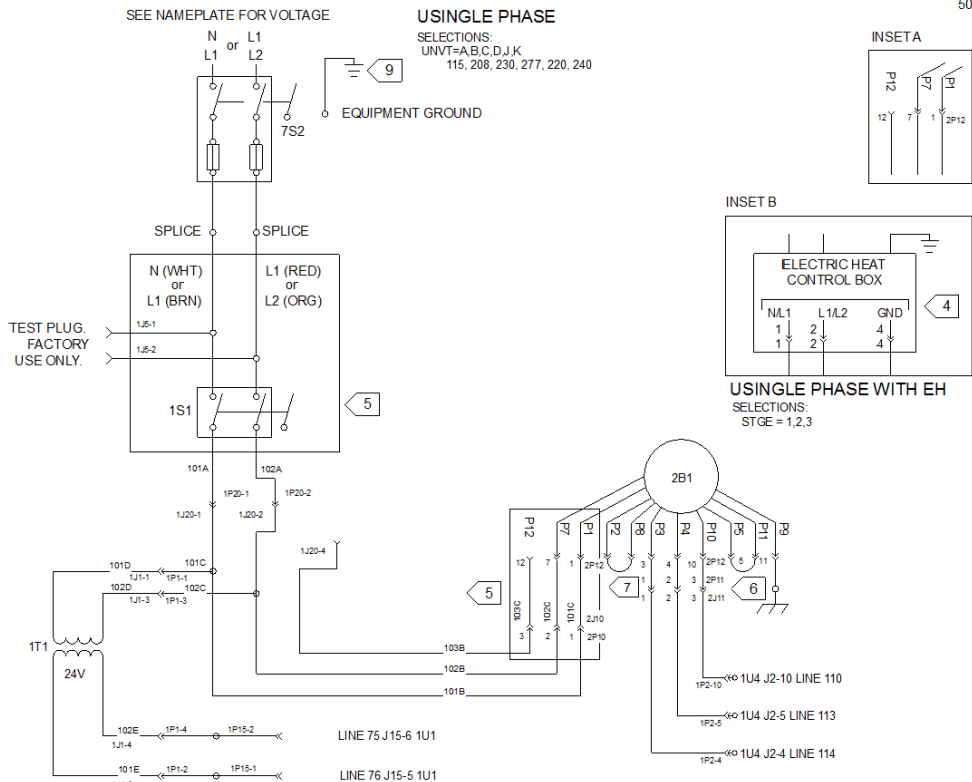 50
SEE NAMEPLATE FOR VOLTAGE
N or L1
L1 L2
USINGLE PHASE
SELECTIONS:
UNVT=A,B,C,D,J,K
115, 208, 230, 277, 220, 240
9
EQUIPMENT GROUND
7S2
INSET A
P12 P7 P1
12 7 1 2P12
SPLICE SPLICE
N (WHT)
or
L1 (BRN)
L1 (RED)
or
L2 (ORG)
TEST PLUG.
FACTORY
USE ONLY.
1J5-1
1J5-2
1S1
5
INSET B
ELECTRIC HEAT
CONTROL BOX
N/L1 L1/L2 GND
1 2 4
1 2 4
4
USINGLE PHASE WITH EH
SELECTIONS:
STGE = 1,2,3
101A 102A
1P20-1 1P20-2
1J20-1 1J20-2
1J20-4
2B1
P12 P7 P1 P2 P8 P3 P4 P10 P5 P11 P9
12 7 1 2P12 3 4 10 2P12 5 11
1 2 3 2P11
1 2 3 2J11
5
7
6
103C 102C 101C 2J10
3 2 1 2P10
101D 101C
1J1-1 1P1-1
102D 102C
1J1-3 1P1-3
1T1
24V
103B
102B
101B
102E 1P1-4 1P15-2
1J1-4
LINE 75 J15-6 1U1
101E 1P1-2 1P15-1
LINE 76 J15-5 1U1
1P2-10 1U4 J2-10 LINE 110
1P2-5 1U4 J2-5 LINE 113
1P2-4 1U4 J2-4 LINE 114